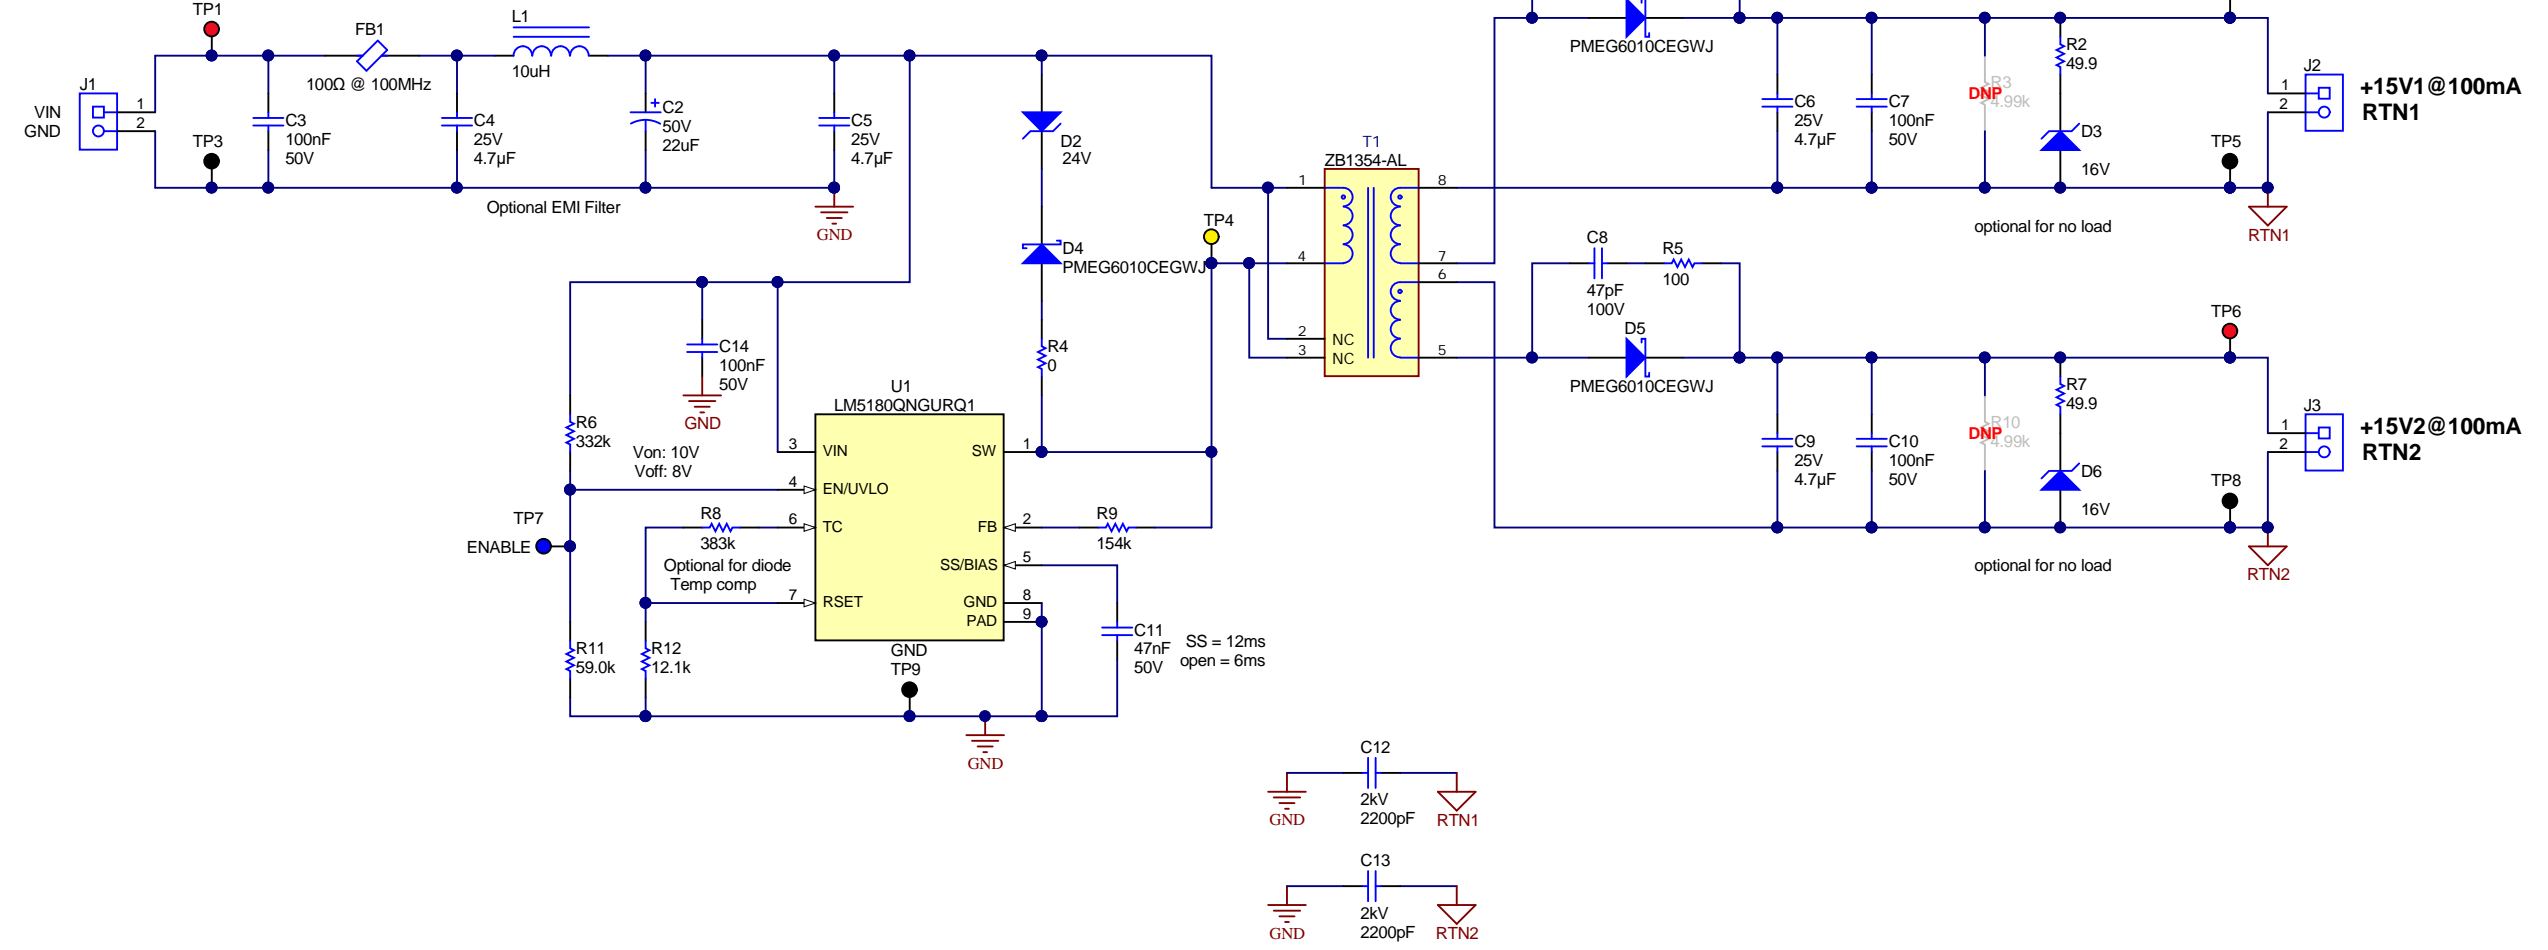 TP1
FB1
100Ω @ 100MHz
L1
10uH
J1
VIN
GND
1
2
TP3
C3
100nF
50V
C4
25V
4.7µF
+
C2
50V
22uF
C5
25V
4.7µF
Optional EMI Filter
GND
D2
24V
D4
PMEG6010CEGWJ
R4
0
TP4
T1
ZB1354-AL
1
4
2
NC
3
NC
8
7
6
5
PMEG6010CEGWJ
C6
25V
4.7µF
C7
100nF
50V
R3
DNP
4.99k
R2
49.9
D3
16V
TP5
J2
1
2
+15V1@100mA
RTN1
optional for no load
RTN1
C8
47pF
100V
R5
100
D5
PMEG6010CEGWJ
C9
25V
4.7µF
C10
100nF
50V
R10
DNP
4.99k
R7
49.9
D6
16V
TP6
TP8
J3
1
2
+15V2@100mA
RTN2
optional for no load
RTN2
C14
100nF
50V
GND
R6
332k
Von: 10V
Voff: 8V
U1
LM5180QNGURQ1
3
VIN
4
EN/UVLO
6
TC
7
RSET
SW
1
FB
2
SS/BIAS
5
GND
8
PAD
9
TP7
ENABLE
R8
383k
Optional for diode
Temp comp
R9
154k
R11
59.0k
R12
12.1k
GND
TP9
C11
47nF
50V
SS = 12ms
open = 6ms
GND
C12
2kV
2200pF
GND
RTN1
C13
2kV
2200pF
GND
RTN2